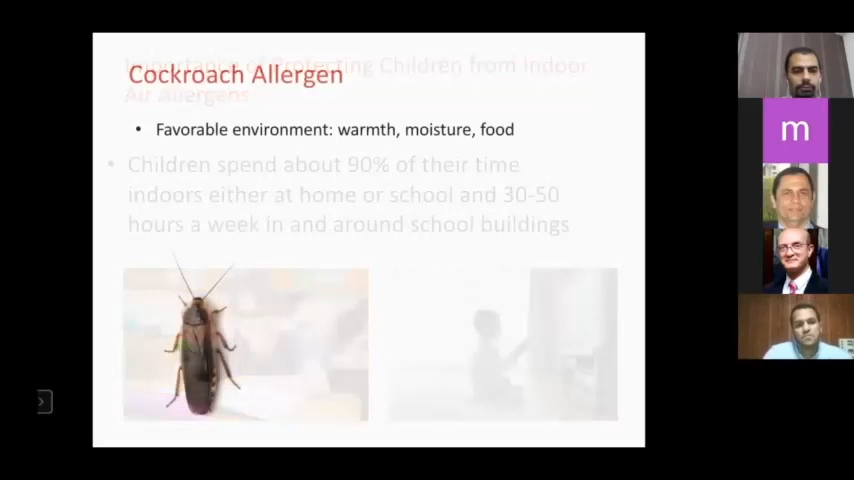 Importance of Protecting Children from Indoor
Air Allergens
Cockroach Allergen
• Favorable environment: warmth, moisture, food
• Children spend about 90% of their time
indoors either at home or school and 30-50
hours a week in and around school buildings
m